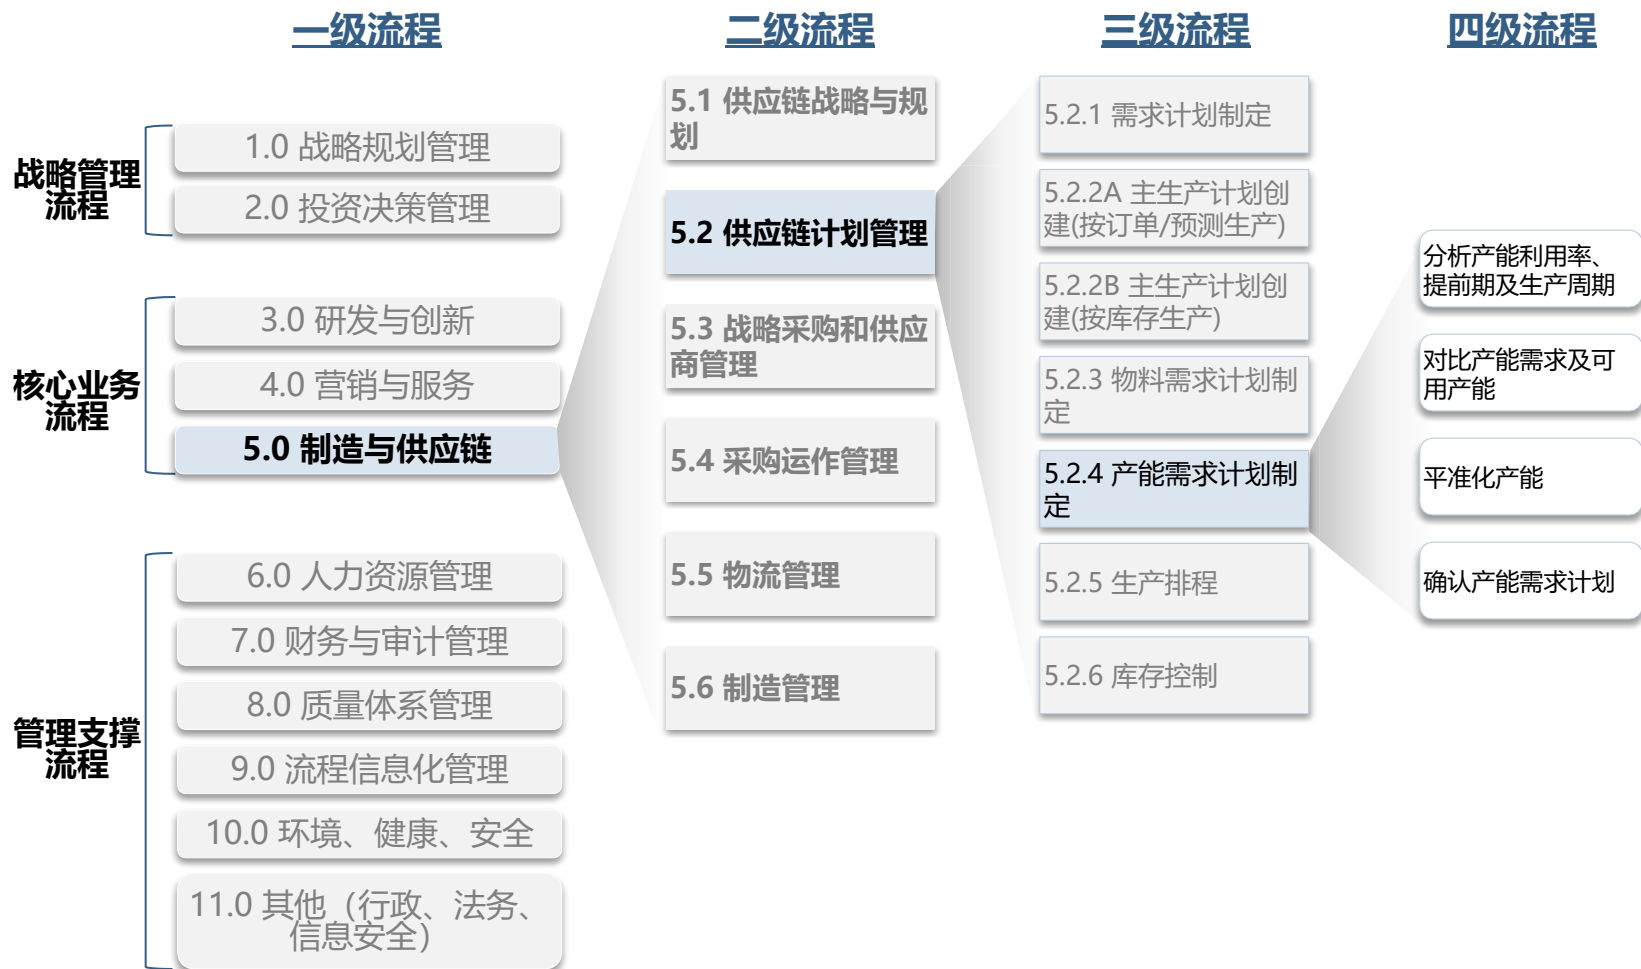 一级流程
二级流程
三级流程
四级流程
战略管理
流程
1.0 战略规划管理
2.0 投资决策管理
核心业务
流程
3.0 研发与创新
4.0 营销与服务
5.0 制造与供应链
管理支撑
流程
6.0 人力资源管理
7.0 财务与审计管理
8.0 质量体系管理
9.0 流程信息化管理
10.0 环境、健康、安全
11.0 其他（行政、法务、
信息安全）
5.1 供应链战略与规
划
5.2 供应链计划管理
5.3 战略采购和供应
商管理
5.4 采购运作管理
5.5 物流管理
5.6 制造管理
5.2.1 需求计划制定
5.2.2A 主生产计划创
建(按订单/预测生产)
5.2.2B 主生产计划创
建(按库存生产)
5.2.3 物料需求计划制
定
5.2.4 产能需求计划制
定
5.2.5 生产排程
5.2.6 库存控制
分析产能利用率、
提前期及生产周期
对比产能需求及可
用产能
平准化产能
确认产能需求计划